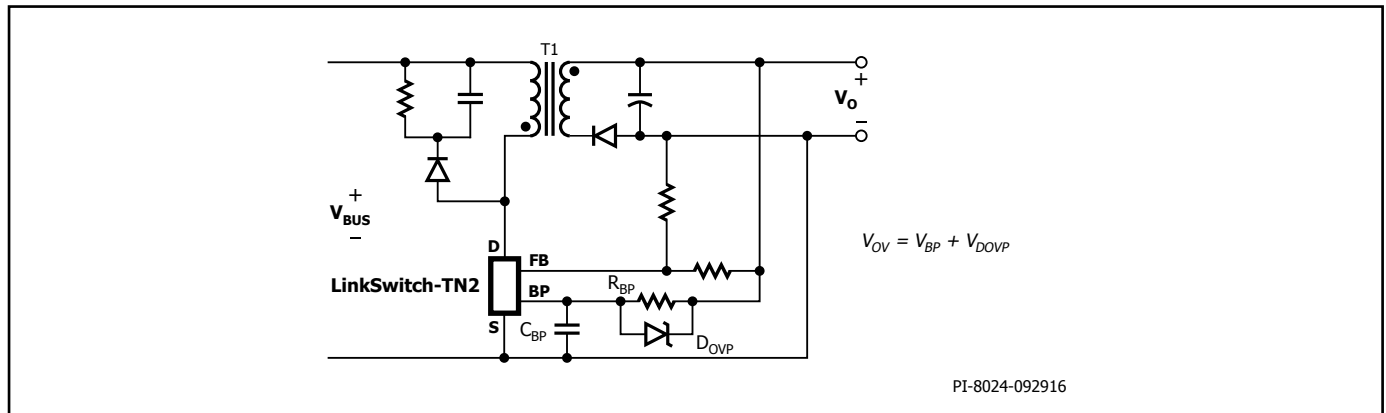 T1
+
V_O
−
+
V_BUS
−
D
FB
V_OV = V_BP + V_DOVP
LinkSwitch-TN2
BP
R_BP
S
C_BP
D_OVP
PI-8024-092916